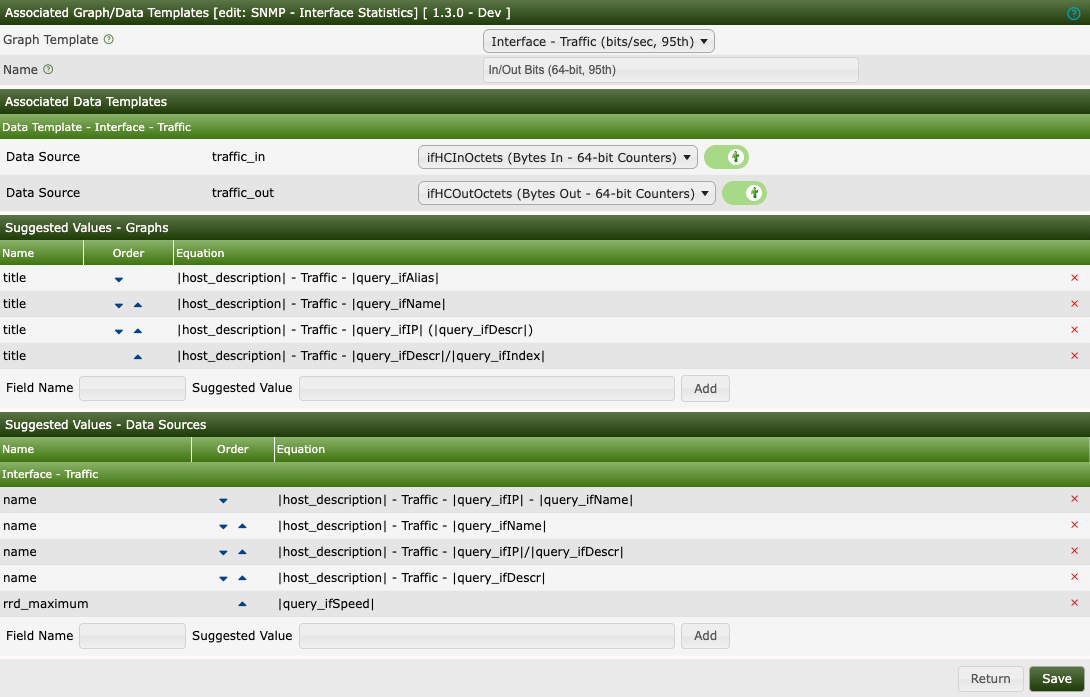 Associated Graph/Data Templates [edit: SNMP - Interface Statistics] [ 1.3.0 - Dev ]
Graph Template Interface - Traffic (bits/sec, 95th)
Name In/Out Bits (64-bit, 95th)
Associated Data Templates
Data Template - Interface - Traffic
Data Source traffic_in ifHCInOctets (Bytes In - 64-bit Counters)
Data Source traffic_out ifHCOutOctets (Bytes Out - 64-bit Counters)
Suggested Values - Graphs
Name Order Equation
title |host_description| - Traffic - |query_ifAlias|
title |host_description| - Traffic - |query_ifName|
title |host_description| - Traffic - |query_ifIP| (|query_ifDescr|)
title |host_description| - Traffic - |query_ifDescr|/|query_ifIndex|
Field Name Suggested Value Add
Suggested Values - Data Sources
Name Order Equation
Interface - Traffic
name |host_description| - Traffic - |query_ifIP| - |query_ifName|
name |host_description| - Traffic - |query_ifName|
name |host_description| - Traffic - |query_ifIP|/|query_ifDescr|
name |host_description| - Traffic - |query_ifDescr|
rrd_maximum |query_ifSpeed|
Field Name Suggested Value Add
Return Save